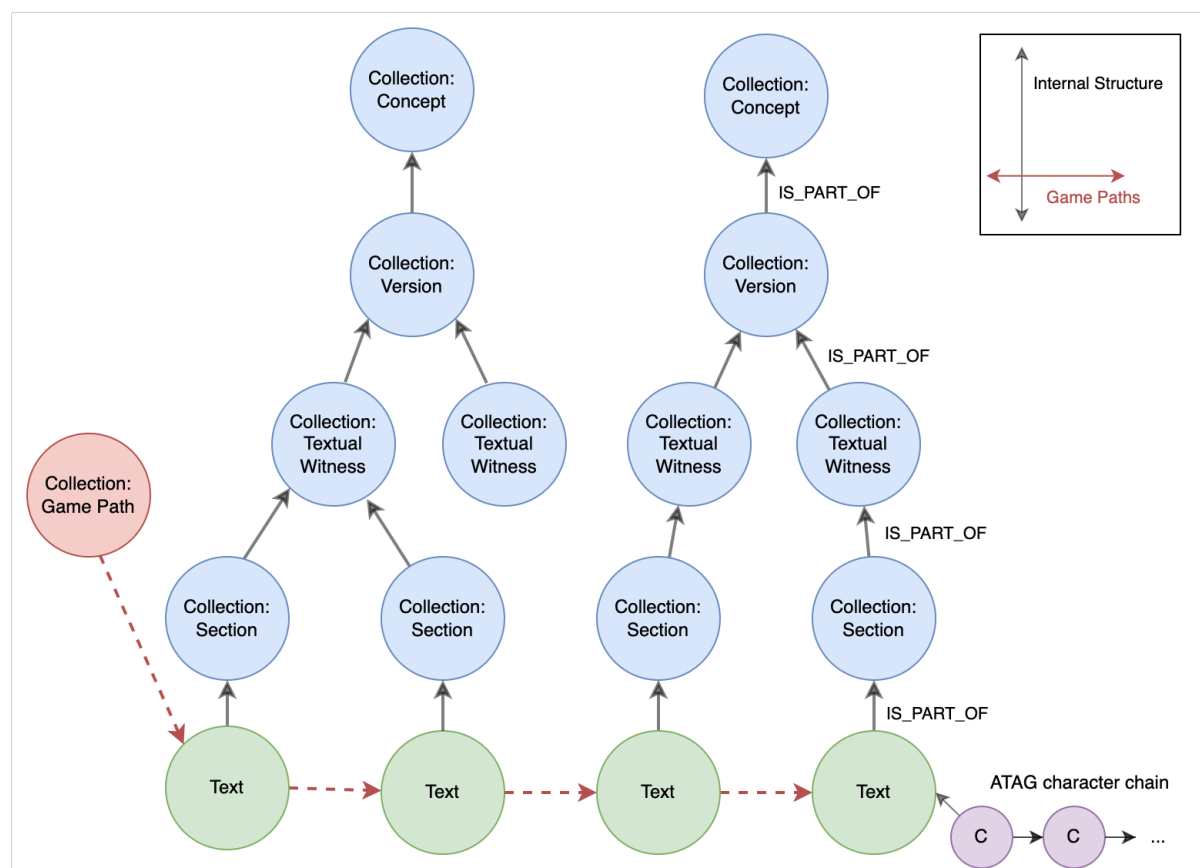 Collection:
Concept
Collection:
Concept
Internal Structure
Game Paths
IS_PART_OF
Collection:
Version
Collection:
Version
IS_PART_OF
Collection:
Textual
Witness
Collection:
Textual
Witness
Collection:
Textual
Witness
Collection:
Textual
Witness
Collection:
Game Path
IS_PART_OF
Collection:
Section
Collection:
Section
Collection:
Section
Collection:
Section
IS_PART_OF
Text
Text
Text
Text
ATAG character chain
C
C
...